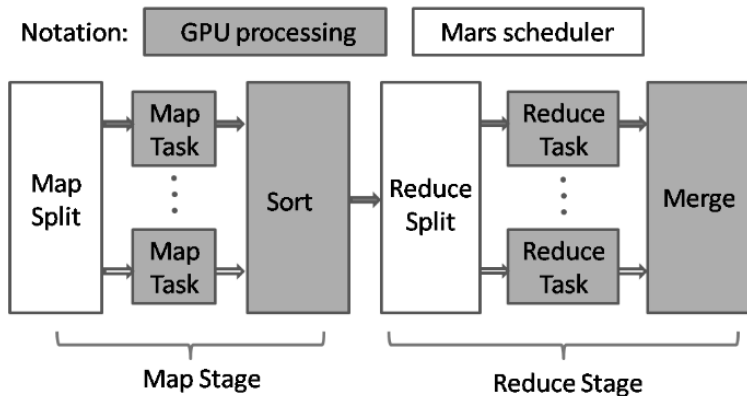 Notation: GPU processing Mars scheduler
Map Split
Map Task
Map Task
Sort
Reduce Split
Reduce Task
Reduce Task
Merge
Map Stage
Reduce Stage